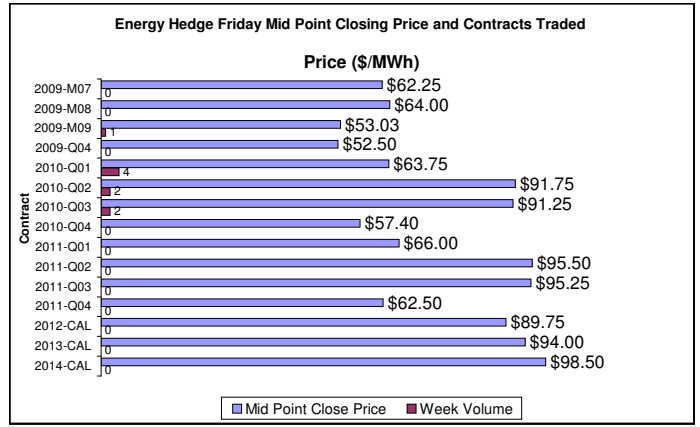 Energy Hedge Friday Mid Point Closing Price and Contracts Traded
Price ($/MWh)
Contract
2009-M07 $62.25
0
2009-M08 $64.00
0
2009-M09 $53.03
1
2009-Q04 $52.50
0
2010-Q01 $63.75
4
2010-Q02 $91.75
2
2010-Q03 $91.25
2
2010-Q04 $57.40
0
2011-Q01 $66.00
0
2011-Q02 $95.50
0
2011-Q03 $95.25
0
2011-Q04 $62.50
0
2012-CAL $89.75
0
2013-CAL $94.00
0
2014-CAL $98.50
0
Mid Point Close Price Week Volume